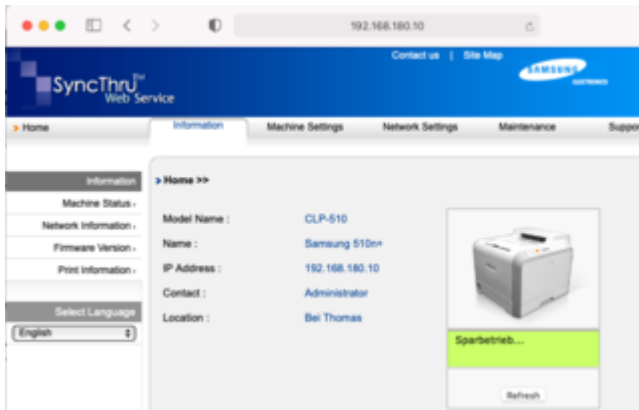 192.168.180.10
Contact us | Site Map
SAMSUNG
ELECTRONICS
SyncThru™
Web Service
Home
Information
Machine Settings
Network Settings
Maintenance
Suppor
Information
Machine Status
Network Information
Firmware Version
Print Information
Select Language
English
Home >>
Model Name : CLP-510
Name : Samsung 510n+
IP Address : 192.168.180.10
Contact : Administrator
Location : Bei Thomas
Sparbetrieb...
Refresh